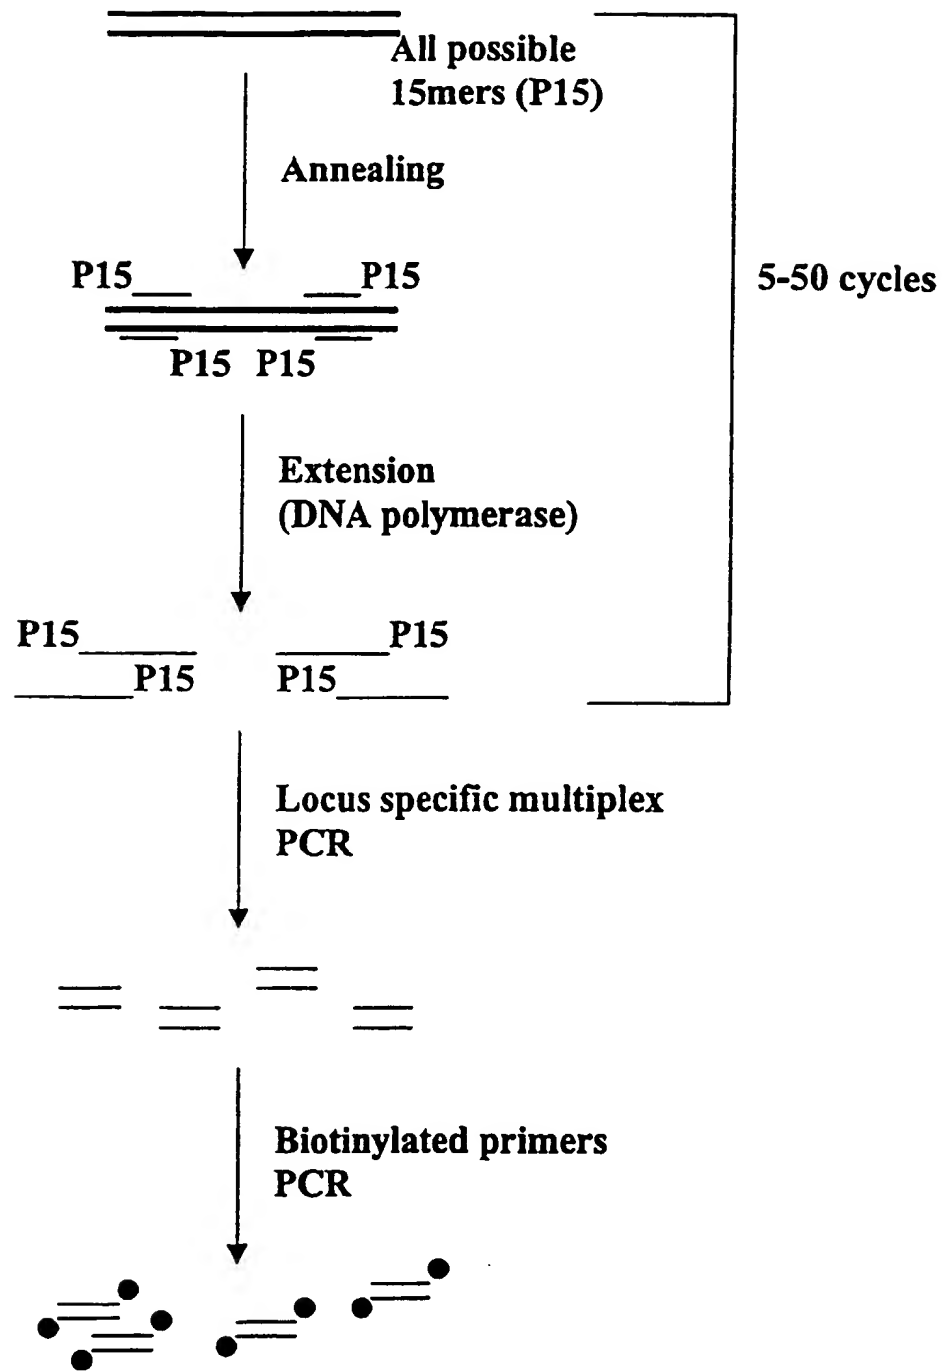 All possible
15mers (P15)
Annealing
P15 P15
5-50 cycles
P15 P15
Extension
(DNA polymerase)
P15 P15
P15 P15
Locus specific multiplex
PCR
Biotinylated primers
PCR